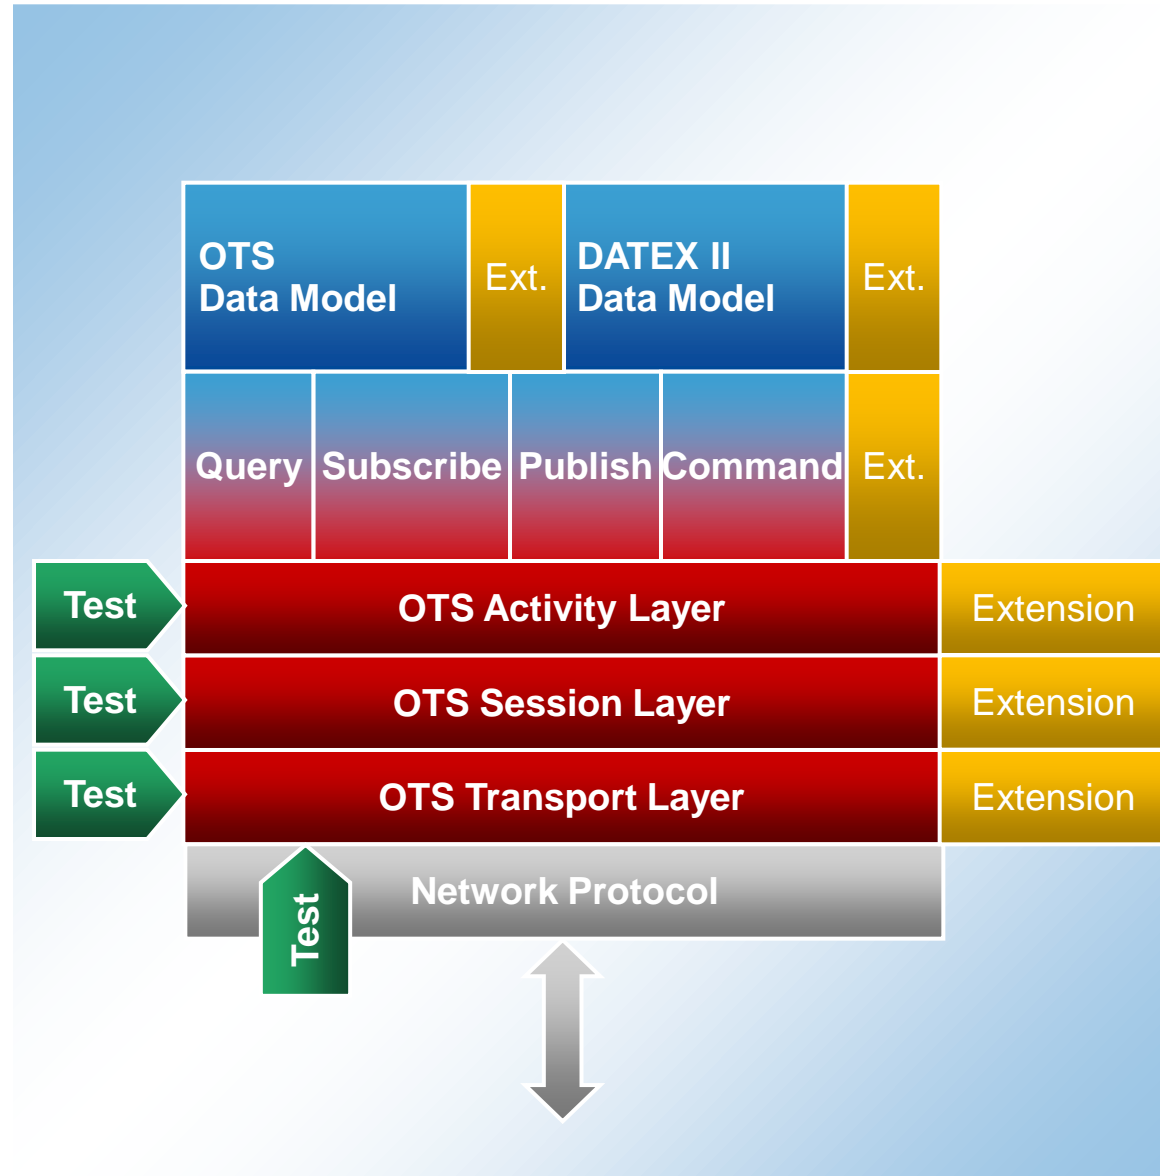 OTS
Data Model
Ext.
DATEX II
Data Model
Ext.
Query
Subscribe
Publish
Command
Ext.
Test
OTS Activity Layer
Extension
Test
OTS Session Layer
Extension
Test
OTS Transport Layer
Extension
Network Protocol
Test